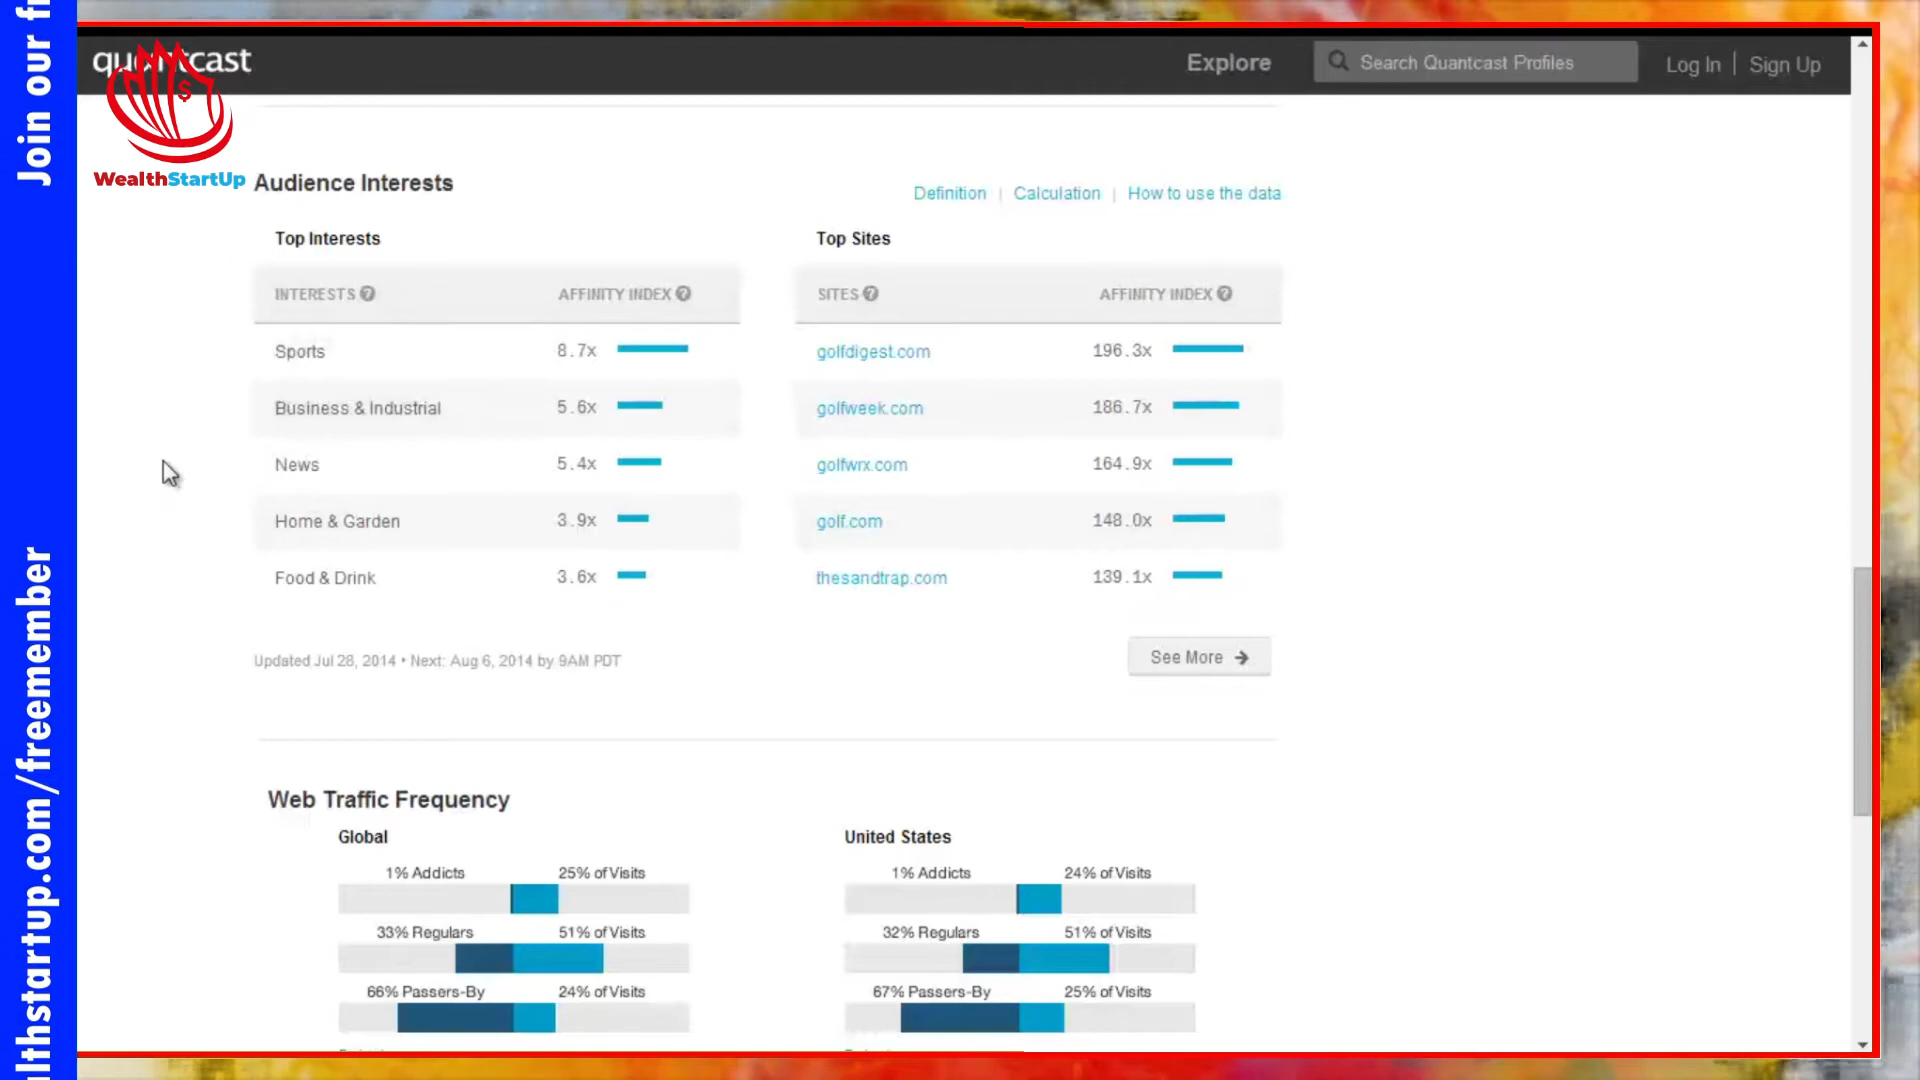 Join our fr
lthstartup.com/freemember
quantcast
WealthStartUp
Explore
Search Quantcast Profiles
Log In | Sign Up
Audience Interests
Definition | Calculation | How to use the data
Top Interests
INTERESTS ? AFFINITY INDEX ?
Sports 8.7x
Business & Industrial 5.6x
News 5.4x
Home & Garden 3.9x
Food & Drink 3.6x
Top Sites
SITES ? AFFINITY INDEX ?
golfdigest.com 196.3x
golfweek.com 186.7x
golfwrx.com 164.9x
golf.com 148.0x
thesandtrap.com 139.1x
Updated Jul 28, 2014 • Next: Aug 6, 2014 by 9AM PDT
See More →
Web Traffic Frequency
Global
1% Addicts 25% of Visits
33% Regulars 51% of Visits
66% Passers-By 24% of Visits
United States
1% Addicts 24% of Visits
32% Regulars 51% of Visits
67% Passers-By 25% of Visits